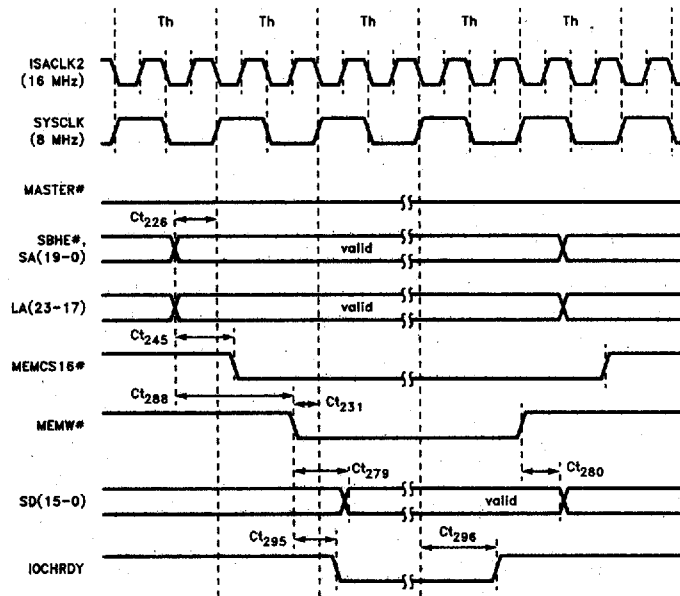 Th Th Th Th Th
ISACLK2
(16 MHz)
SYSCLK
(8 MHz)
MASTER#
Ct226
SBHE#,
SA(19-0)
valid
LA(23-17)
valid
Ct245
MEMCS16#
Ct288
Ct231
MEMW#
Ct279
Ct280
SD(15-0)
valid
Ct295
Ct296
IOCHRDY